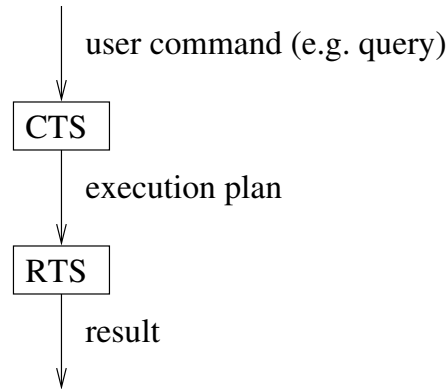 user command (e.g. query)
CTS
execution plan
RTS
result